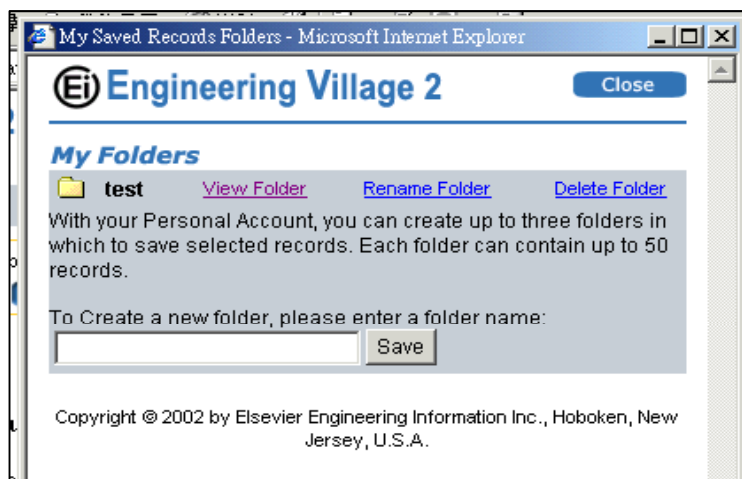 My Saved Records Folders - Microsoft Internet Explorer
Ei Engineering Village 2
Close
My Folders
test View Folder Rename Folder Delete Folder
With your Personal Account, you can create up to three folders in
which to save selected records. Each folder can contain up to 50
records.
To Create a new folder, please enter a folder name:
Save
Copyright © 2002 by Elsevier Engineering Information Inc., Hoboken, New
Jersey, U.S.A.